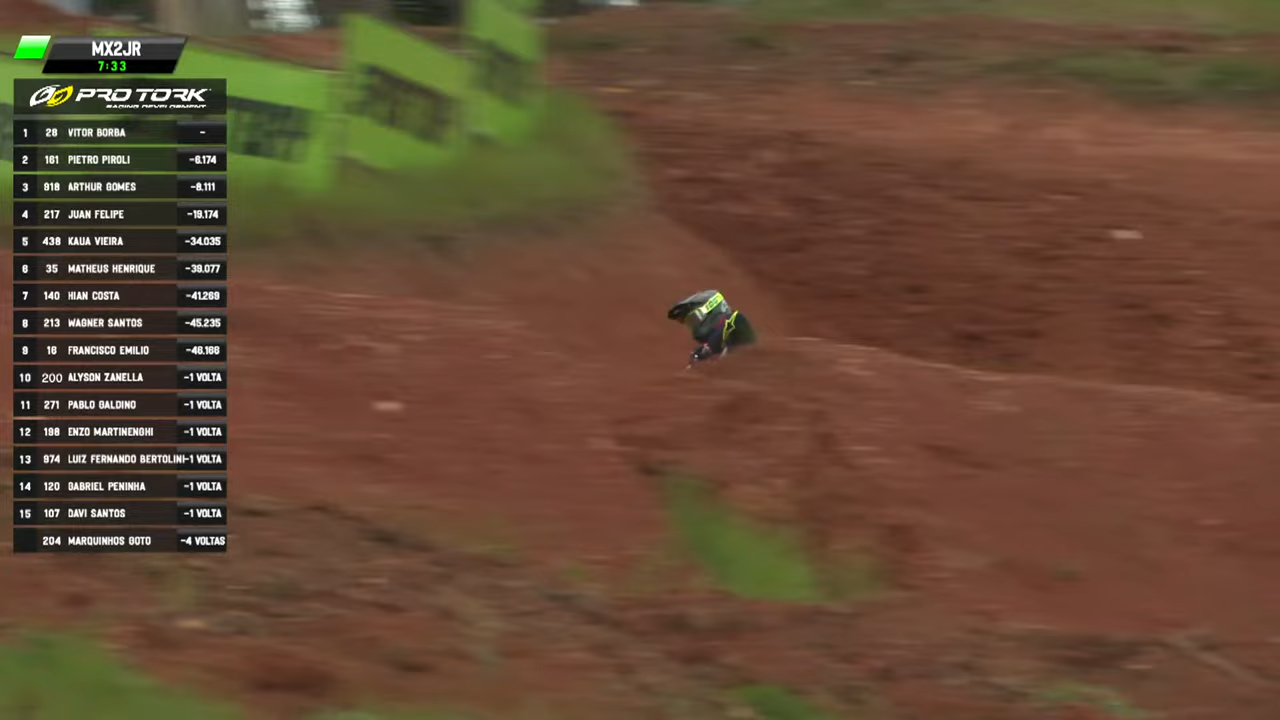 MX2JR
7:33
PRO TORK
RACING DEVELOPMENT
1 28 VITOR BORBA -
2 161 PIETRO PIROLI -6.174
3 918 ARTHUR GOMES -8.111
4 217 JUAN FELIPE -19.174
5 438 KAUA VIEIRA -34.035
6 35 MATHEUS HENRIQUE -39.077
7 140 HIAN COSTA -41.269
8 213 WAGNER SANTOS -45.235
9 16 FRANCISCO EMILIO -46.166
10 200 ALYSON ZANELLA -1 VOLTA
11 271 PABLO GALDINO -1 VOLTA
12 198 ENZO MARTINENGHI -1 VOLTA
13 974 LUIZ FERNANDO BERTOLINI -1 VOLTA
14 120 GABRIEL PENINHA -1 VOLTA
15 107 DAVI SANTOS -1 VOLTA
204 MARQUINHOS GOTO -4 VOLTAS